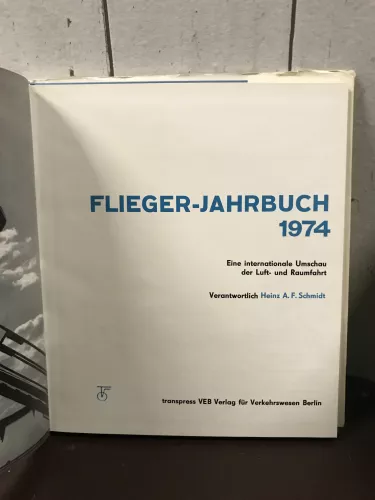 FLIEGER-JAHRBUCH
1974
Eine internationale Umschau
der Luft- und Raumfahrt
Verantwortlich Heinz A. F. Schmidt
transpress VEB Verlag für Verkehrswesen Berlin